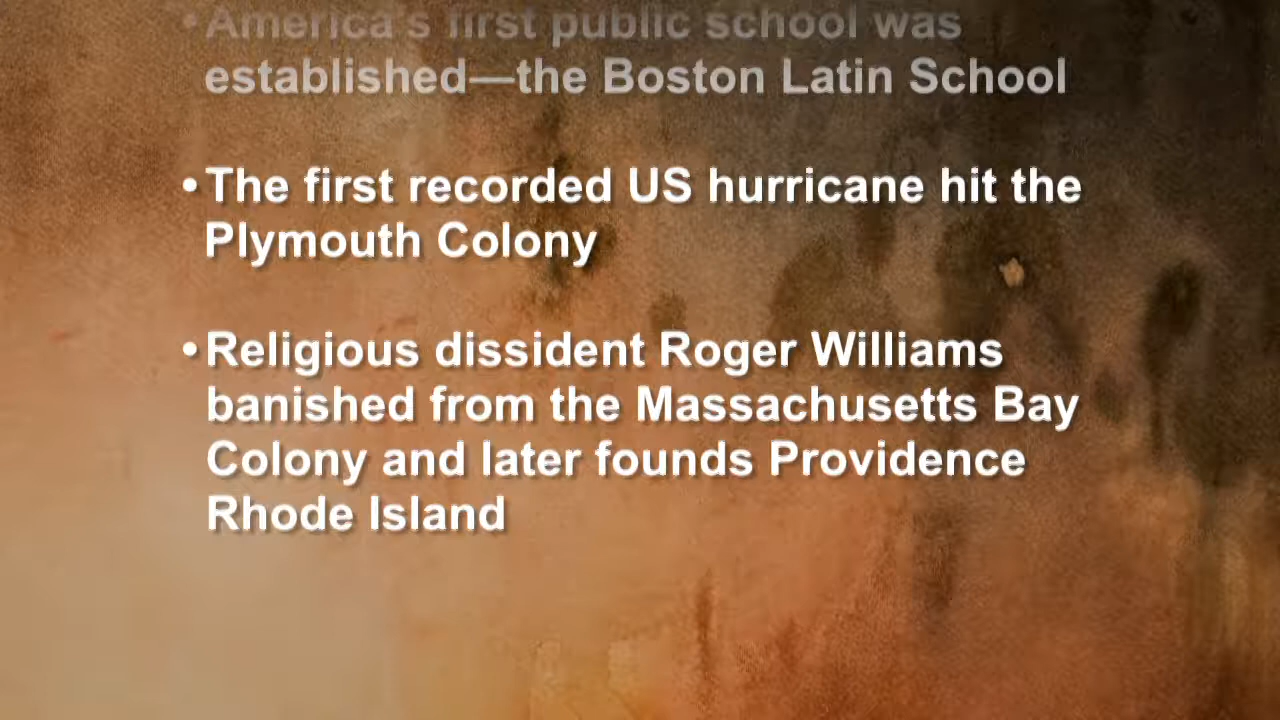 • America's first public school was
established—the Boston Latin School
• The first recorded US hurricane hit the
Plymouth Colony
• Religious dissident Roger Williams
banished from the Massachusetts Bay
Colony and later founds Providence
Rhode Island